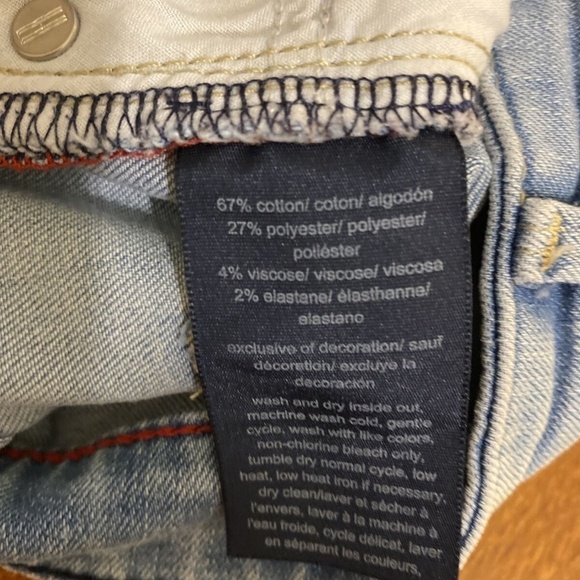 67% cotton/ coton/ algodón
27% polyester/ polyester/
poliéster
4% viscose/ viscose/ viscosa
2% elastane/ élasthanne/
elastano
exclusive of decoration/ sauf
décoration/ excluye la
decoración
wash and dry inside out,
machine wash cold, gentle
cycle, wash with like colors,
non-chlorine bleach only,
tumble dry normal cycle, low
heat, low heat iron if necessary,
dry clean/laver et sécher à
l'envers, laver à la machine à
l'eau froide, cycle délicat, laver
en séparant les couleurs,